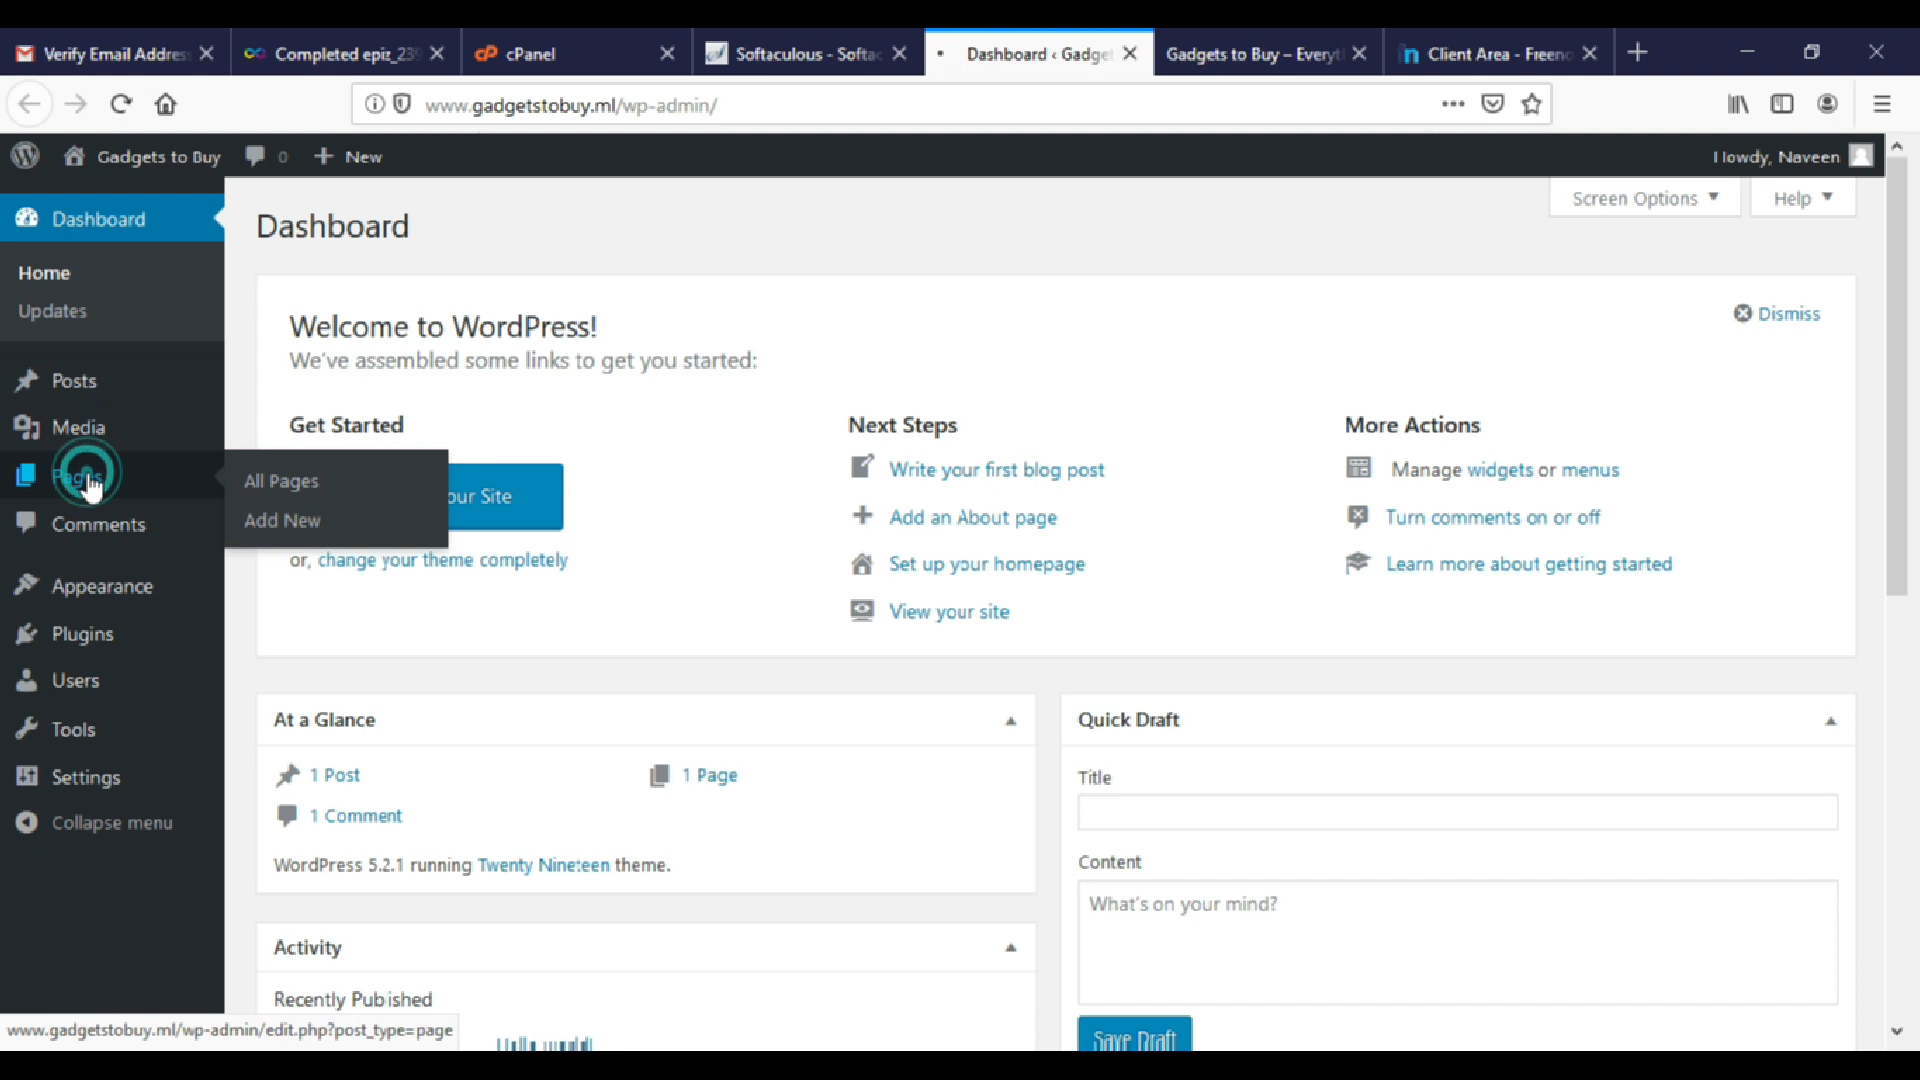 Verify Email Addres
Completed epiz_239
cPanel
Softaculous - Softac
Dashboard ‹ Gadget
Gadgets to Buy – Everyt
Client Area - Freeno
www.gadgetstobuy.ml/wp-admin/
Gadgets to Buy
0
New
Howdy, Naveen
Screen Options
Help
Dashboard
Dashboard
Home
Updates
Posts
Media
Pages
Comments
Appearance
Plugins
Users
Tools
Settings
Collapse menu
All Pages
Add New
Welcome to WordPress!
We've assembled some links to get you started:
Dismiss
Get Started
our Site
or, change your theme completely
Next Steps
Write your first blog post
Add an About page
Set up your homepage
View your site
More Actions
Manage widgets or menus
Turn comments on or off
Learn more about getting started
At a Glance
1 Post
1 Page
1 Comment
WordPress 5.2.1 running Twenty Nineteen theme.
Activity
Recently Published
Quick Draft
Title
Content
What's on your mind?
Save Draft
www.gadgetstobuy.ml/wp-admin/edit.php?post_type=page